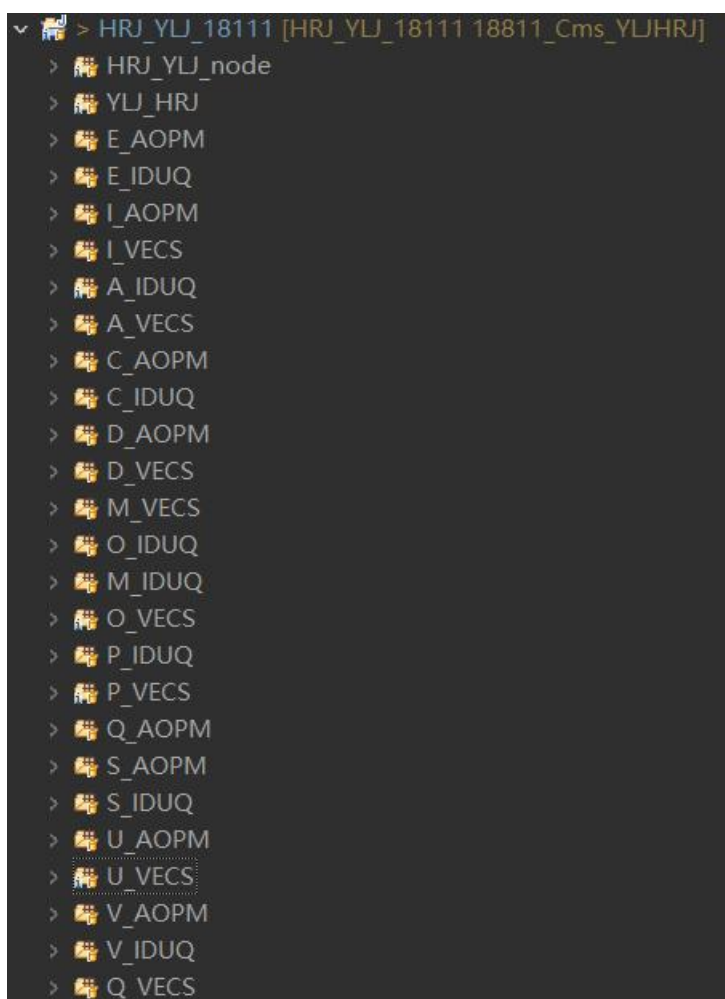 > HRJ_YLJ_18111 [HRJ_YLJ_18111 18811_Cms_YLJHRJ]
HRJ_YLJ_node
YLJ_HRJ
E_AOPM
E_IDUQ
I_AOPM
I_VECS
A_IDUQ
A_VECS
C_AOPM
C_IDUQ
D_AOPM
D_VECS
M_VECS
O_IDUQ
M_IDUQ
O_VECS
P_IDUQ
P_VECS
Q_AOPM
S_AOPM
S_IDUQ
U_AOPM
U_VECS
V_AOPM
V_IDUQ
Q_VECS